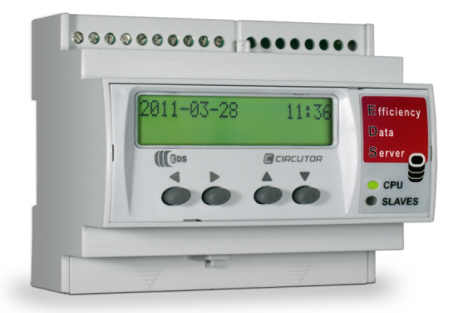 2011-03-28 11:36
EDS
CIRCUTOR
Efficiency
Data
Server
CPU
SLAVES